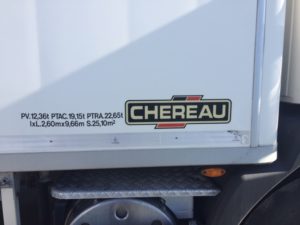 PV.12,36t PTAC.19,15t PTRA.22,65t
lxL.2,60mx9,66m S.25,10m²
CHEREAU